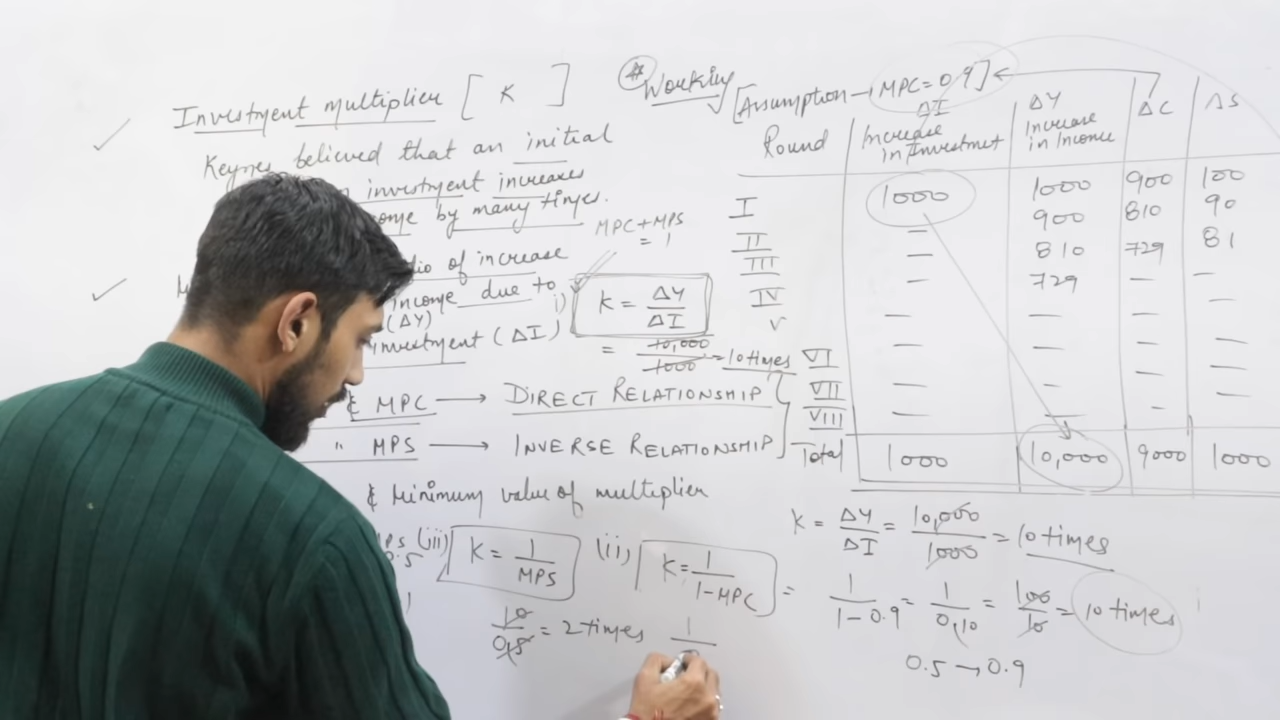 Investment multiplier [ K ]
Keynes believed that an initial
investment increases
by many times.
of increase
income due to
(ΔY)
investment (ΔI)
MPC+MPS
= 1
i) K = ΔY/ΔI
= 10,000/1000 = 10 times
& MPC → DIRECT RELATIONSHIP
" MPS → INVERSE RELATIONSHIP
& Minimum value of multiplier
(iii) K = 1/MPS
0.5
10/0.5 = 2 times
(ii) K = 1/1-MPC
1
# Working [Assumption → MPC = 0.9]
Round ΔI Increase in Investment ΔY Increase in Income ΔC ΔS
I 1000 1000 900 100
II — 900 810 90
III — 810 729 81
IV — 729 — —
V — — — —
VI — — — —
VII — — — —
VIII — — —
Total 1000 10,000 9000 1000
K = ΔY/ΔI = 10,000/1000 = 10 times
= 1/1-0.9 = 1/0.10 = 100/10 = 10 times
0.5 → 0.9